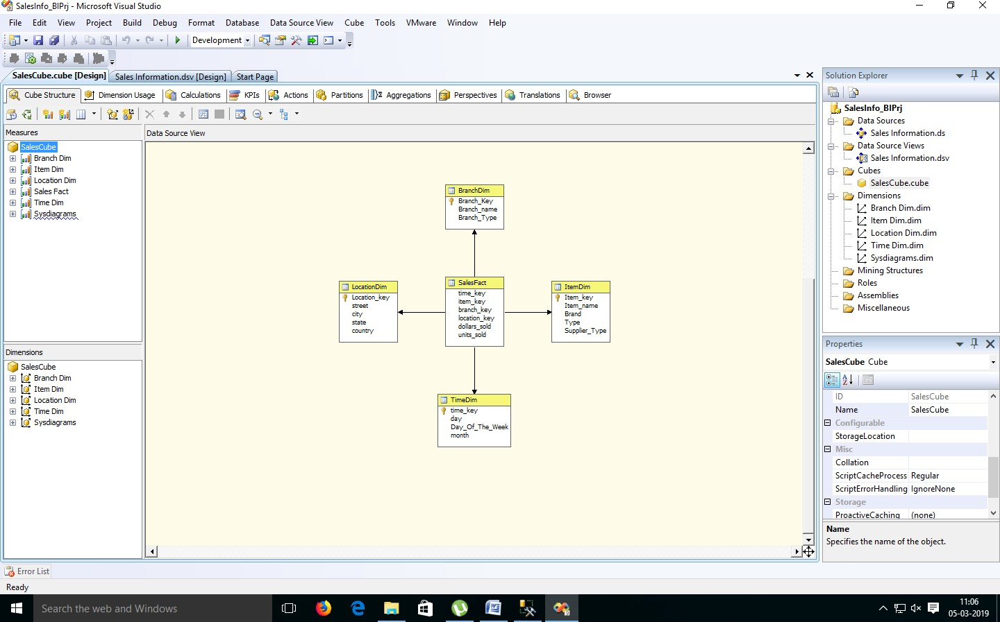 SalesInfo_BIPrj - Microsoft Visual Studio
File Edit View Project Build Debug Format Database Data Source View Cube Tools VMware Window Help
Development
SalesCube.cube [Design] Sales Information.dsv [Design] Start Page
Cube Structure Dimension Usage Calculations KPIs Actions Partitions Aggregations Perspectives Translations Browser
Measures
SalesCube
Branch Dim
Item Dim
Location Dim
Sales Fact
Time Dim
Sysdiagrams
Dimensions
SalesCube
Branch Dim
Item Dim
Location Dim
Time Dim
Sysdiagrams
Data Source View
BranchDim
Branch_Key
Branch_name
Branch_Type
LocationDim
Location_key
street
city
state
country
SalesFact
time_key
item_key
branch_key
location_key
dollars_sold
units_sold
ItemDim
Item_key
Item_name
Brand
Type
Supplier_Type
TimeDim
time_key
day
Day_Of_The_Week
month
Solution Explorer
SalesInfo_BIPrj
Data Sources
Sales Information.ds
Data Source Views
Sales Information.dsv
Cubes
SalesCube.cube
Dimensions
Branch Dim.dim
Item Dim.dim
Location Dim.dim
Time Dim.dim
Sysdiagrams.dim
Mining Structures
Roles
Assemblies
Miscellaneous
Properties
SalesCube Cube
ID SalesCube
Name SalesCube
Configurable
StorageLocation
Misc
Collation
ScriptCacheProcess Regular
ScriptErrorHandling IgnoreNone
Storage
ProactiveCaching (none)
Name
Specifies the name of the object.
Error List
Ready
Search the web and Windows
11:06
05-03-2019